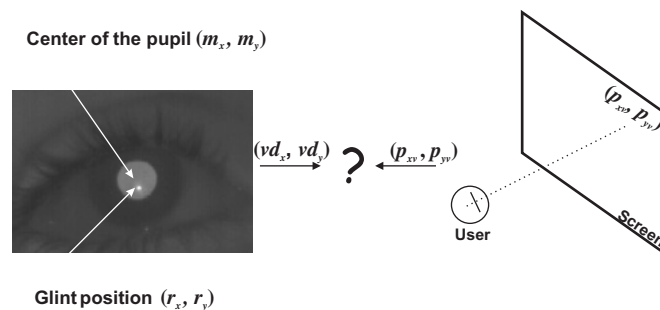 Center of the pupil (m_x, m_y)
(p_xv, p_yv)
(vd_x, vd_y)
?
(p_xv, p_yv)
User
Screen
Glint position (r_x, r_y)